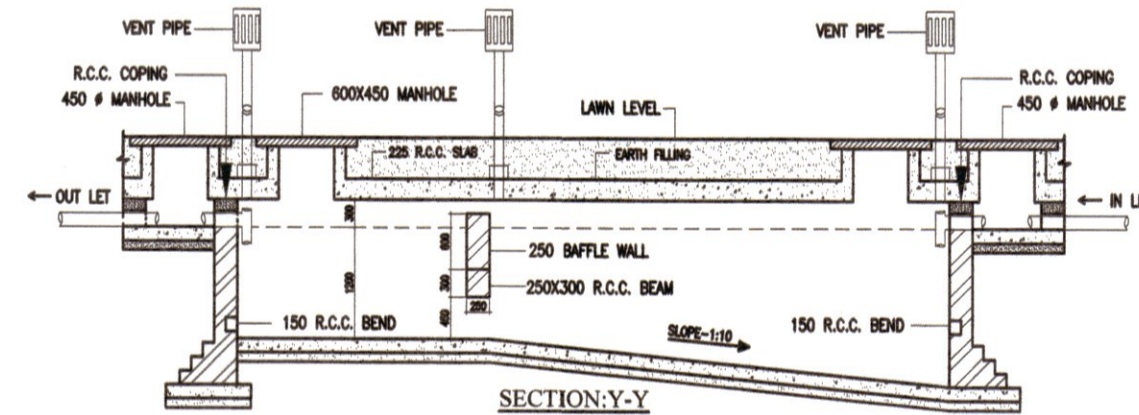 VENT PIPE
VENT PIPE
VENT PIPE
R.C.C. COPING
R.C.C. COPING
450 ø MANHOLE
600X450 MANHOLE
LAWN LEVEL
450 ø MANHOLE
225 R.C.C. SLAB
EARTH FILLING
← OUT LET
← IN LE
300
600
250 BAFFLE WALL
1200
300
250X300 R.C.C. BEAM
250
450
150 R.C.C. BEND
150 R.C.C. BEND
SLOPE-1:10
SECTION:Y-Y